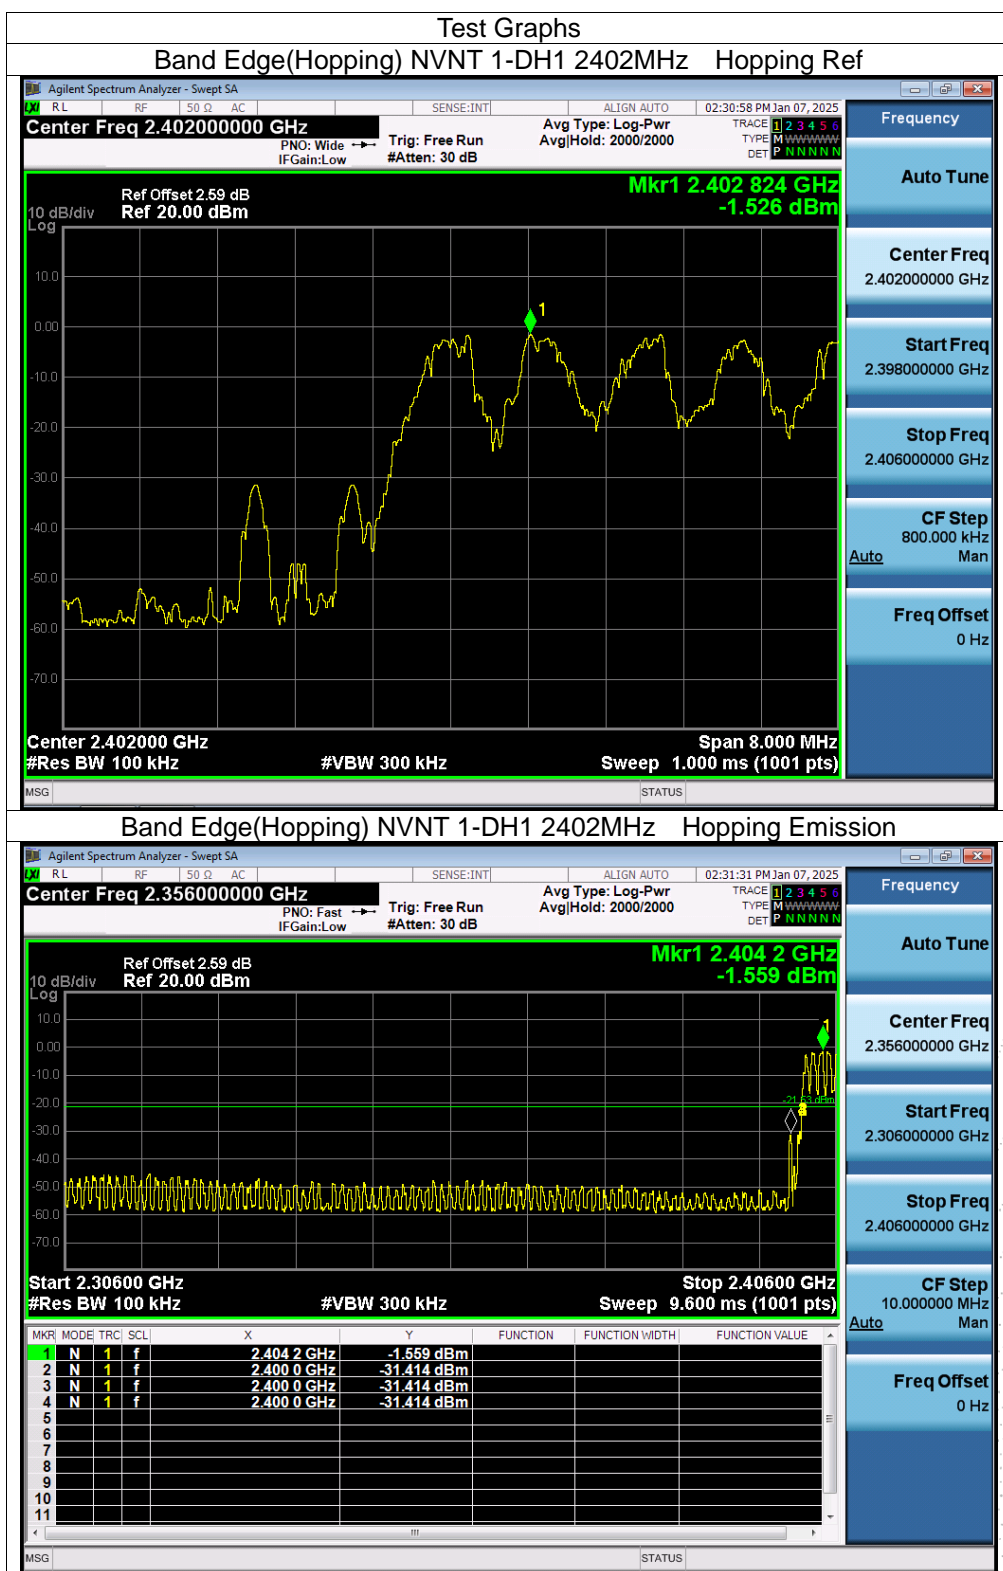 Test Graphs
Band Edge(Hopping) NVNT 1-DH1 2402MHz Hopping Ref
Agilent Spectrum Analyzer - Swept SA
LXI RL RF 50 Ω AC SENSE:INT ALIGN AUTO 02:30:58 PM Jan 07, 2025
Center Freq 2.402000000 GHz
PNO: Wide
IFGain:Low
Trig: Free Run
#Atten: 30 dB
Avg Type: Log-Pwr
Avg|Hold: 2000/2000
TRACE 1 2 3 4 5 6
TYPE M W W W W W
DET P N N N N N
Ref Offset 2.59 dB
10 dB/div Ref 20.00 dBm
Log
Mkr1 2.402 824 GHz
-1.526 dBm
1
10.0
0.00
-10.0
-20.0
-30.0
-40.0
-50.0
-60.0
-70.0
Center 2.402000 GHz Span 8.000 MHz
#Res BW 100 kHz #VBW 300 kHz Sweep 1.000 ms (1001 pts)
MSG STATUS
Frequency
Auto Tune
Center Freq
2.402000000 GHz
Start Freq
2.398000000 GHz
Stop Freq
2.406000000 GHz
CF Step
800.000 kHz
Auto Man
Freq Offset
0 Hz
Band Edge(Hopping) NVNT 1-DH1 2402MHz Hopping Emission
Agilent Spectrum Analyzer - Swept SA
LXI RL RF 50 Ω AC SENSE:INT ALIGN AUTO 02:31:31 PM Jan 07, 2025
Center Freq 2.356000000 GHz
PNO: Fast
IFGain:Low
Trig: Free Run
#Atten: 30 dB
Avg Type: Log-Pwr
Avg|Hold: 2000/2000
TRACE 1 2 3 4 5 6
TYPE M W W W W W
DET P N N N N N
Ref Offset 2.59 dB
10 dB/div Ref 20.00 dBm
Log
Mkr1 2.404 2 GHz
-1.559 dBm
1
10.0
0.00
-10.0
-20.0
-21.53 dBm
-30.0
-40.0
-50.0
-60.0
-70.0
Start 2.30600 GHz Stop 2.40600 GHz
#Res BW 100 kHz #VBW 300 kHz Sweep 9.600 ms (1001 pts)
MKR MODE TRC SCL X Y FUNCTION FUNCTION WIDTH FUNCTION VALUE
1 N 1 f 2.404 2 GHz -1.559 dBm
2 N 1 f 2.400 0 GHz -31.414 dBm
3 N 1 f 2.400 0 GHz -31.414 dBm
4 N 1 f 2.400 0 GHz -31.414 dBm
5
6
7
8
9
10
11
MSG STATUS
Frequency
Auto Tune
Center Freq
2.356000000 GHz
Start Freq
2.306000000 GHz
Stop Freq
2.406000000 GHz
CF Step
10.000000 MHz
Auto Man
Freq Offset
0 Hz